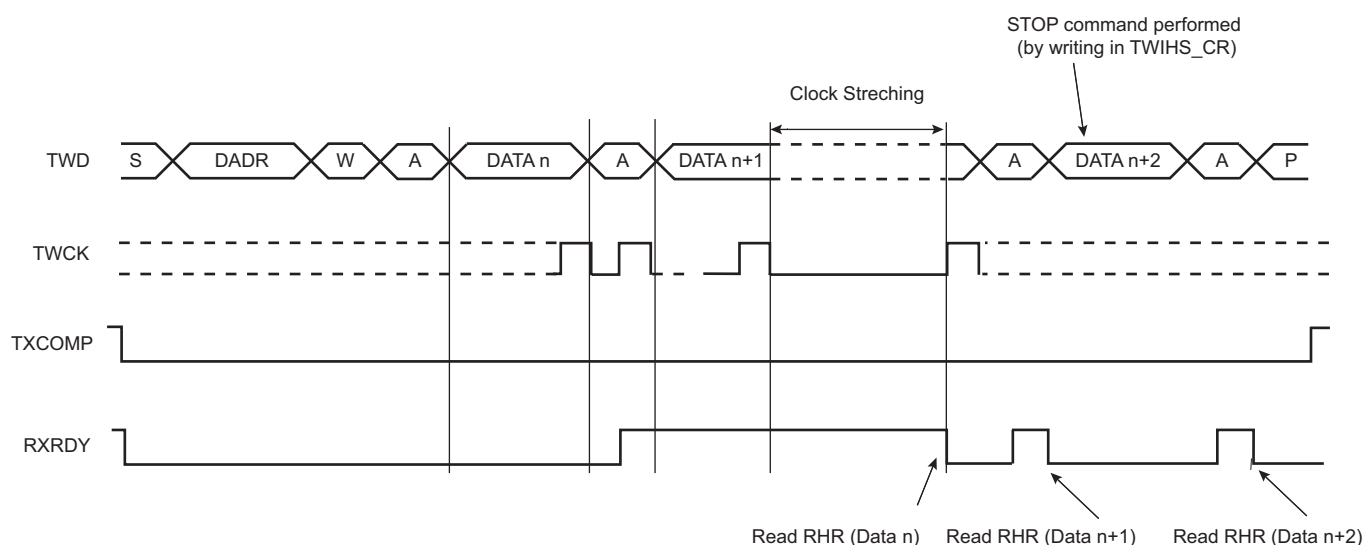 STOP command performed
(by writing in TWIHS_CR)
Clock Streching
TWD S DADR W A DATA n A DATA n+1 A DATA n+2 A P
TWCK
TXCOMP
RXRDY
Read RHR (Data n) Read RHR (Data n+1) Read RHR (Data n+2)